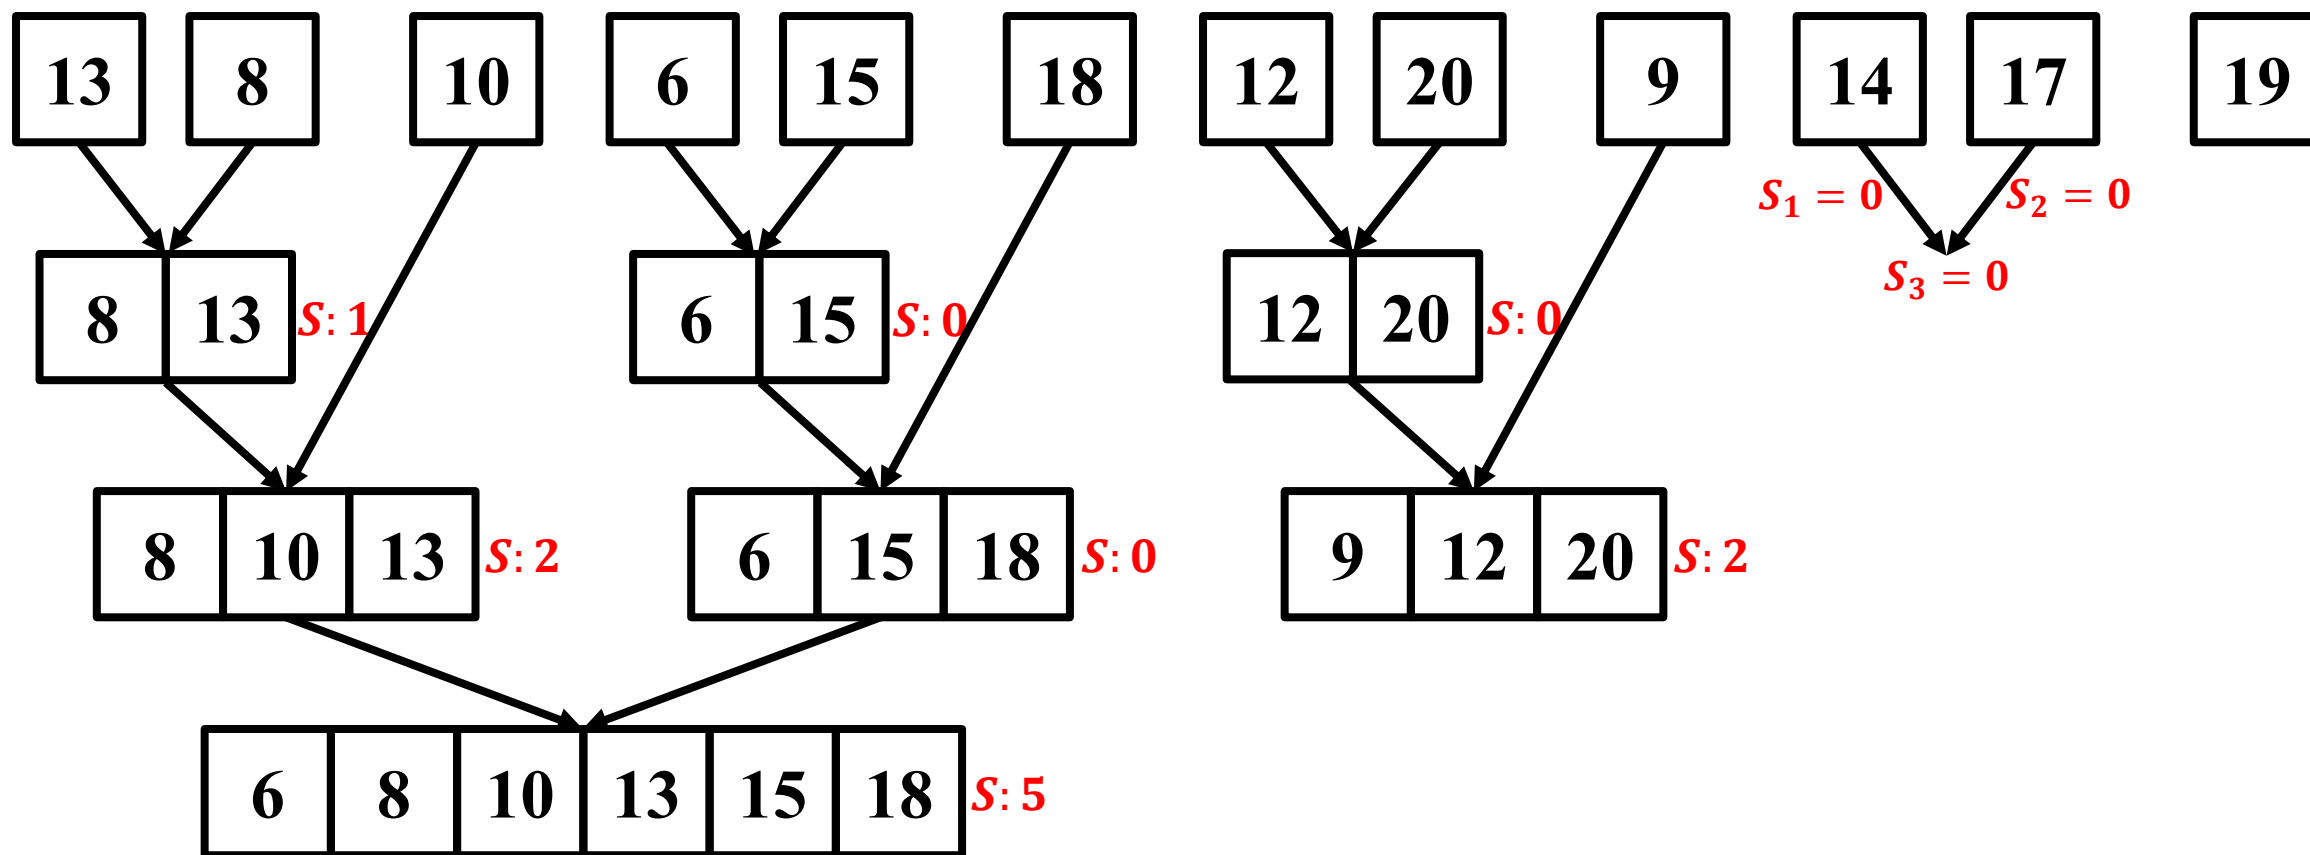 13 8 10 6 15 18 12 20 9 14 17 19
S₁ = 0 S₂ = 0
S₃ = 0
8 13 S: 1 6 15 S: 0 12 20 S: 0
8 10 13 S: 2 6 15 18 S: 0 9 12 20 S: 2
6 8 10 13 15 18 S: 5